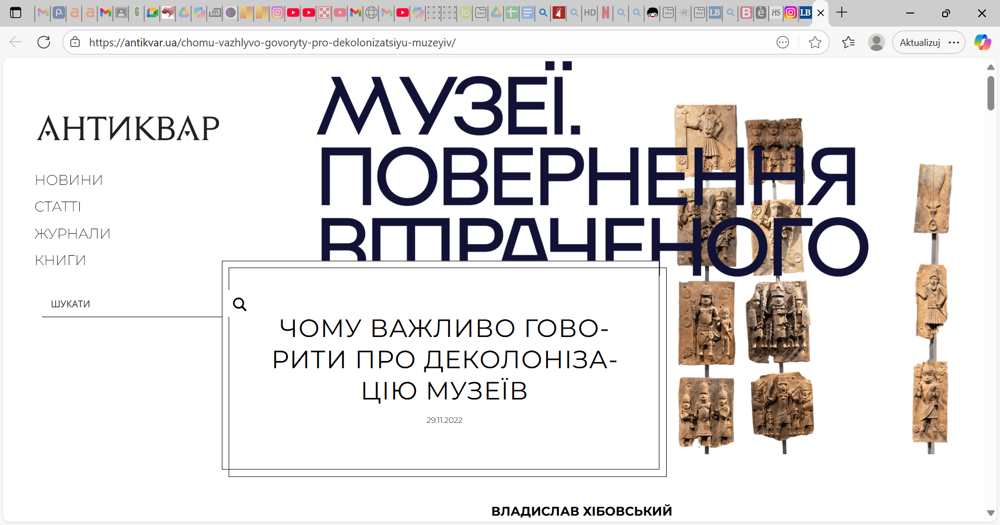 https://antikvar.ua/chomu-vazhlyvo-govoryty-pro-dekolonizatsiyu-muzeyiv/
Aktualizuj
МУЗЕЇ.
ПОВЕРНЕННЯ
ВТРАЧЕНОГО
АНТИКВАР
НОВИНИ
СТАТТІ
ЖУРНАЛИ
КНИГИ
ШУКАТИ
ЧОМУ ВАЖЛИВО ГОВО-
РИТИ ПРО ДЕКОЛОНІЗА-
ЦІЮ МУЗЕЇВ
29.11.2022
ВЛАДИСЛАВ ХІБОВСЬКИЙ